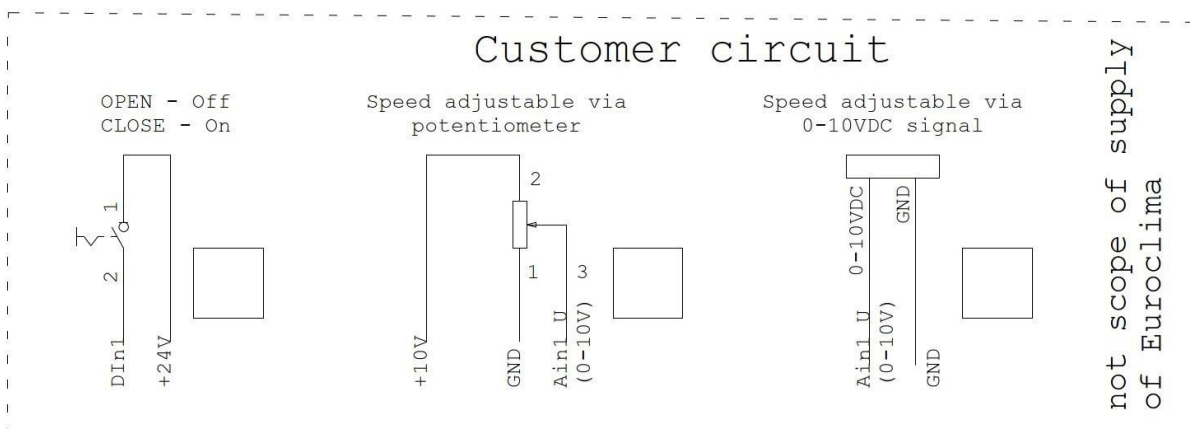 Customer circuit
OPEN - Off
CLOSE - On
1
2
DIn1
+24V
Speed adjustable via
potentiometer
2
1
3
+10V
GND
Ain1 U
(0-10V)
Speed adjustable via
0-10VDC signal
0-10VDC
GND
Ain1 U
(0-10V)
GND
not scope of supply
of Euroclima